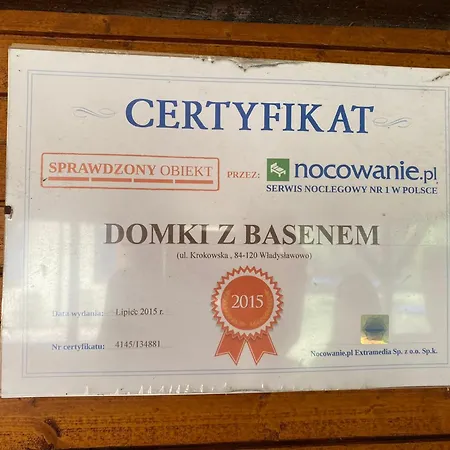 CERTYFIKAT
SPRAWDZONY OBIEKT PRZEZ: nocowanie.pl
SERWIS NOCLEGOWY NR 1 W POLSCE
DOMKI Z BASENEM
(ul. Krokowska , 84-120 Władysławowo)
2015
Data wydania: Lipiec 2015 r.
Nr certyfikatu: 4145/134881
Nocowanie.pl Extramedia Sp. z o.o. Sp.k.